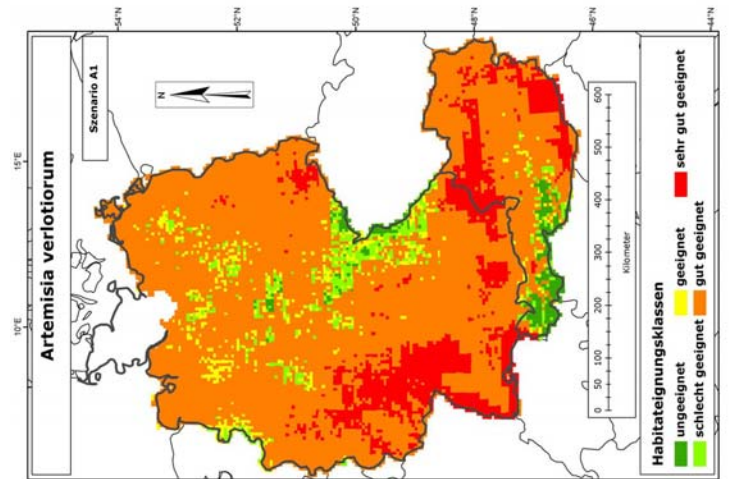 Artemisia verlotiorum
Szenario A1
10°E
15°E
54°N
52°N
50°N
48°N
46°N
44°N
N
0 50 100 200 300 400 500 600
Kilometer
Habitateignungsklassen
ungeeignet
geeignet
sehr gut geeignet
schlecht geeignet
gut geeignet